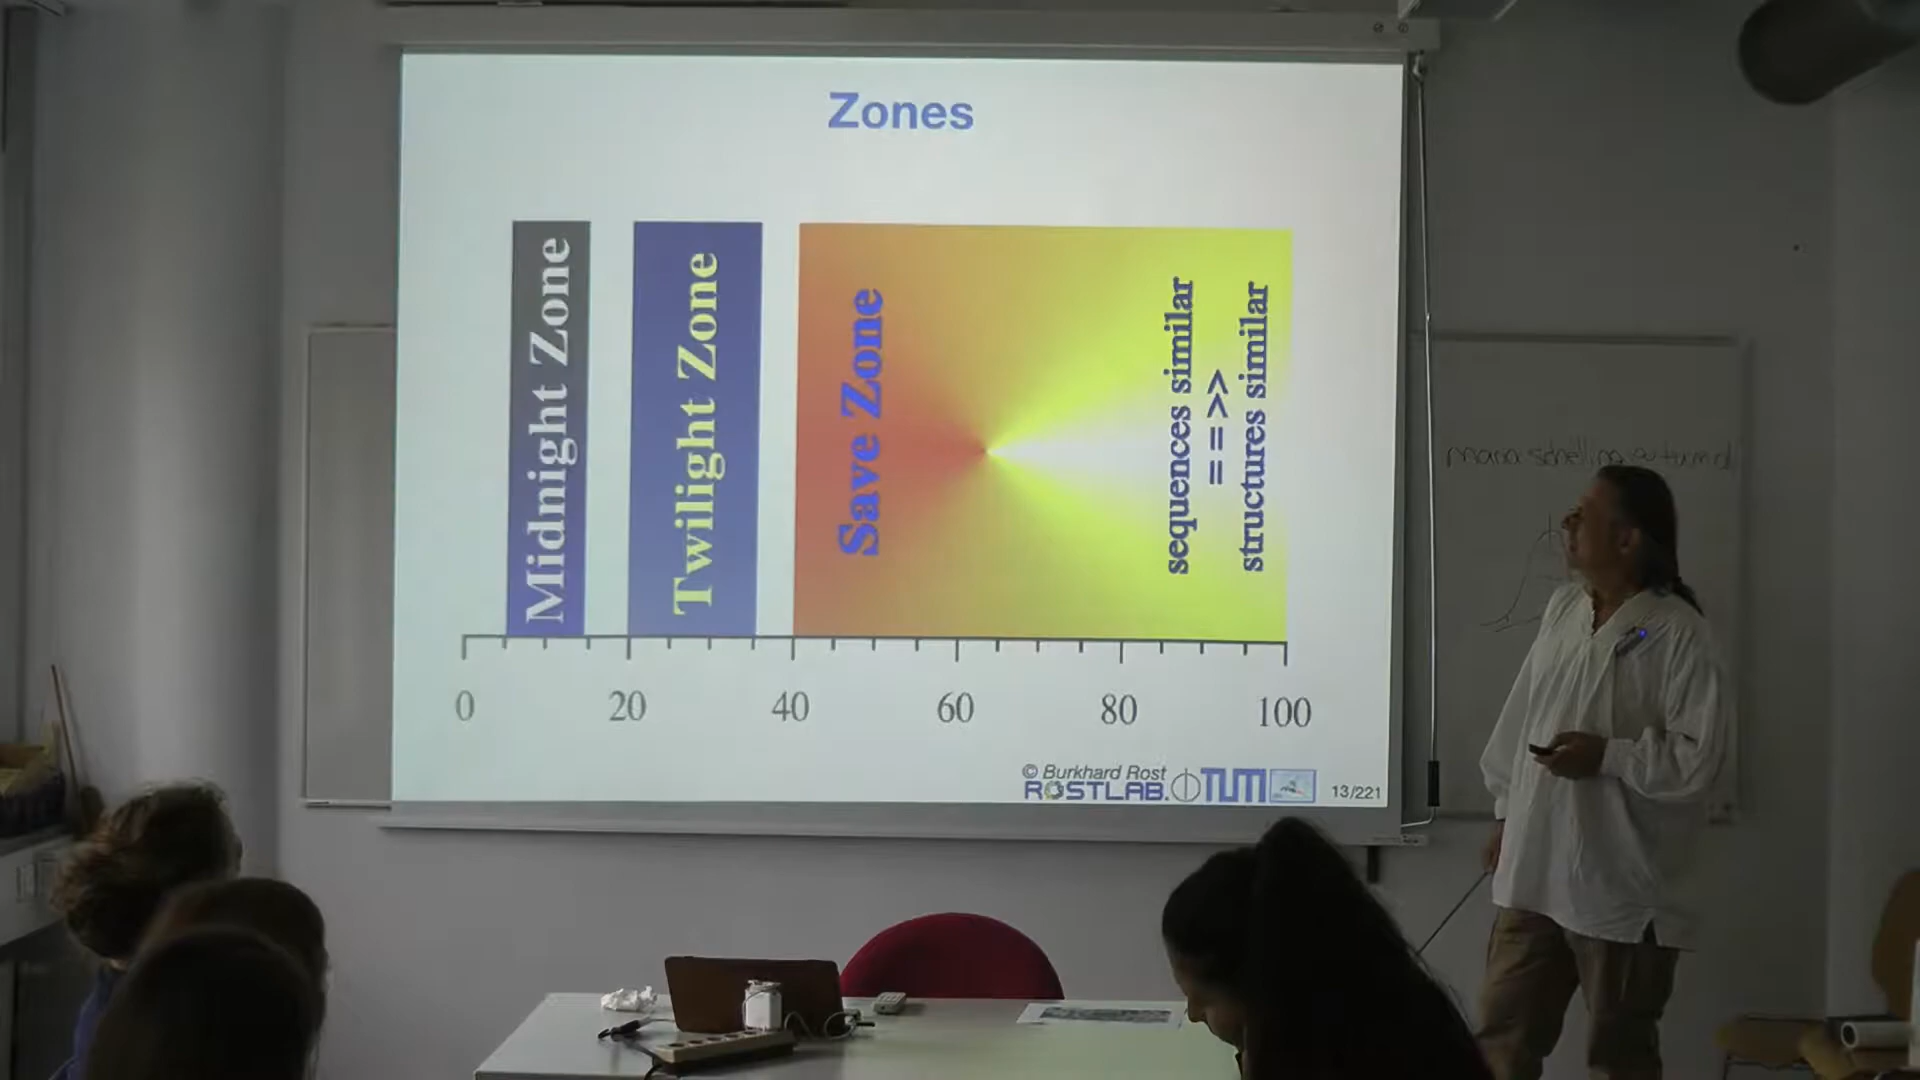 Zones
Midnight Zone
Twilight Zone
Save Zone
sequences similar
==>>
structures similar
0 20 40 60 80 100
© Burkhard Rost
ROSTLAB. TUM
13/221